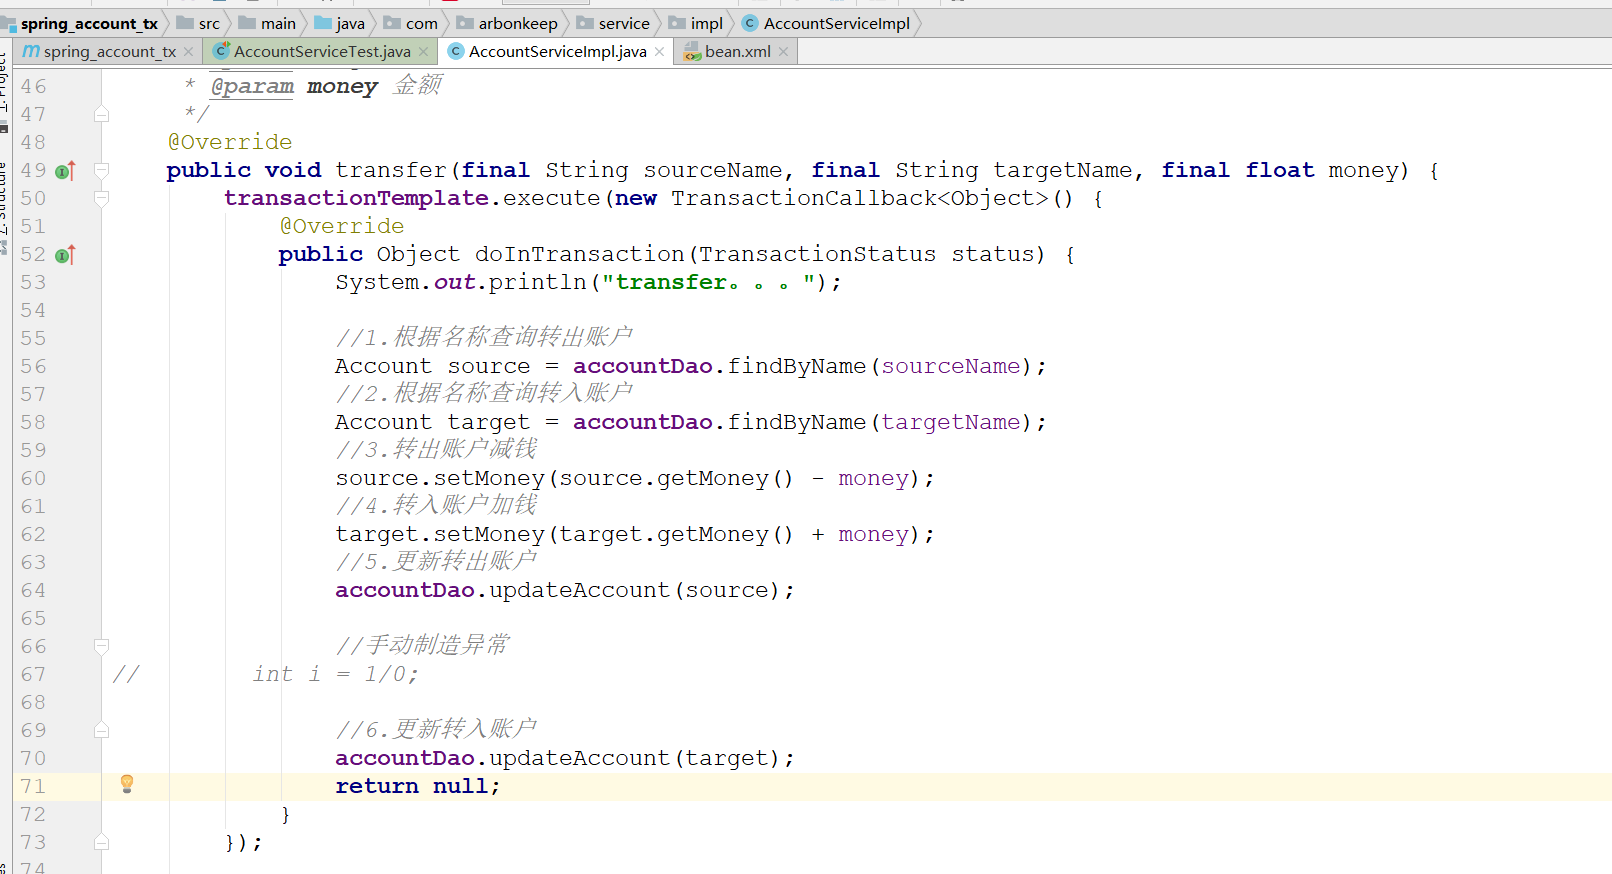 spring_account_tx src main java com arbonkeep service impl AccountServiceImpl
spring_account_tx AccountServiceTest.java AccountServiceImpl.java bean.xml
46 * @param money 金额
47 */
48 @Override
49 public void transfer(final String sourceName, final String targetName, final float money) {
50 transactionTemplate.execute(new TransactionCallback<Object>() {
51 @Override
52 public Object doInTransaction(TransactionStatus status) {
53 System.out.println("transfer。。。");
54
55 //1.根据名称查询转出账户
56 Account source = accountDao.findByName(sourceName);
57 //2.根据名称查询转入账户
58 Account target = accountDao.findByName(targetName);
59 //3.转出账户减钱
60 source.setMoney(source.getMoney() - money);
61 //4.转入账户加钱
62 target.setMoney(target.getMoney() + money);
63 //5.更新转出账户
64 accountDao.updateAccount(source);
65
66 //手动制造异常
67 // int i = 1/0;
68
69 //6.更新转入账户
70 accountDao.updateAccount(target);
71 return null;
72 }
73 });
74